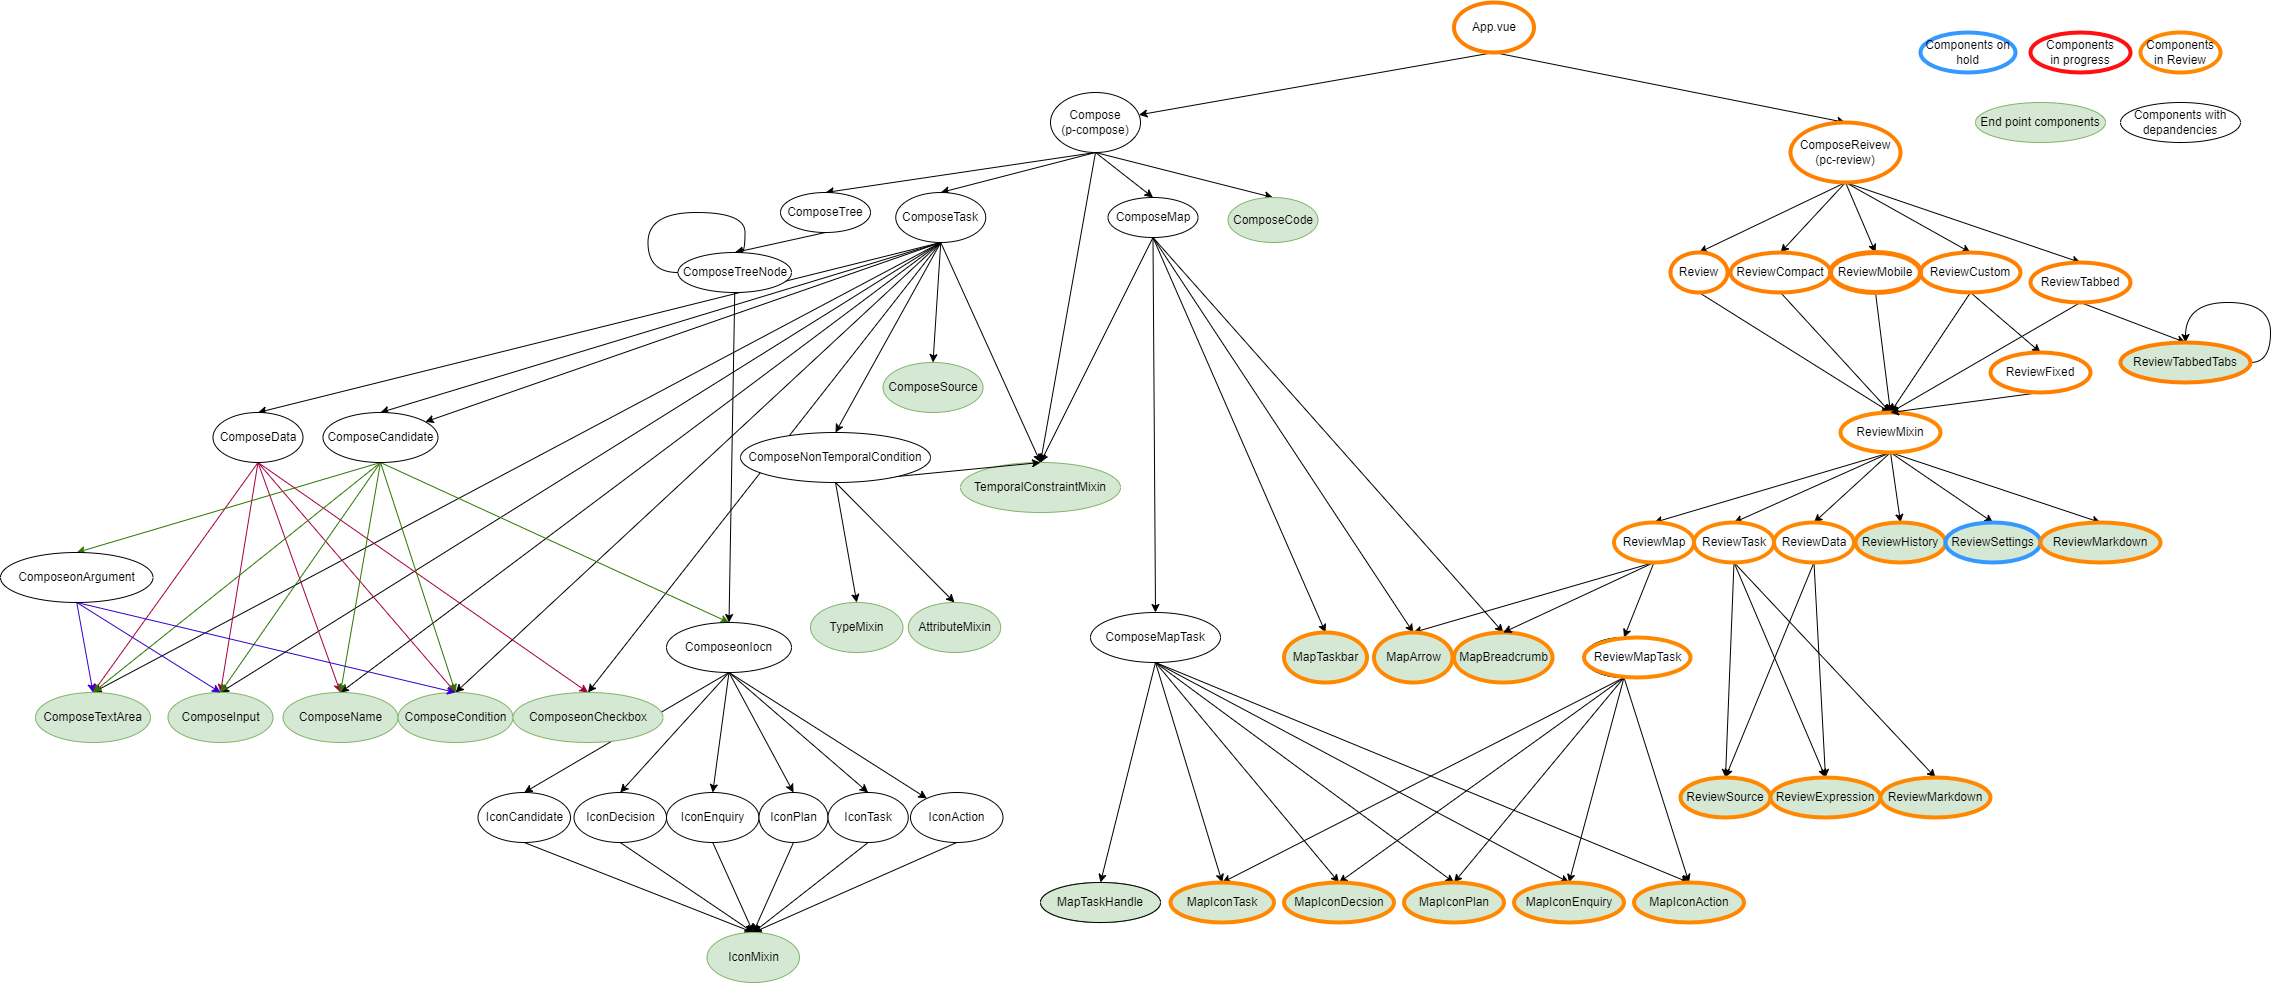 App.vue
Components on
hold
Components
in progress
Components
in Review
End point components
Components with
depandencies
Compose
(p-compose)
ComposeReivew
(pc-review)
ComposeTree
ComposeTask
ComposeMap
ComposeCode
ComposeTreeNode
Review
ReviewCompact
ReviewMobile
ReviewCustom
ReviewTabbed
ComposeSource
ReviewFixed
ReviewTabbedTabs
ComposeData
ComposeCandidate
ComposeNonTemporalCondition
TemporalConstraintMixin
ReviewMixin
ReviewMap
ReviewTask
ReviewData
ReviewHistory
ReviewSettings
ReviewMarkdown
ComposeonArgument
TypeMixin
AttributeMixin
ComposeonIocn
ComposeMapTask
MapTaskbar
MapArrow
MapBreadcrumb
ReviewMapTask
ComposeTextArea
ComposeInput
ComposeName
ComposeCondition
ComposeonCheckbox
IconCandidate
IconDecision
IconEnquiry
IconPlan
IconTask
IconAction
ReviewSource
ReviewExpression
ReviewMarkdown
MapTaskHandle
MapIconTask
MapIconDecsion
MapIconPlan
MapIconEnquiry
MapIconAction
IconMixin